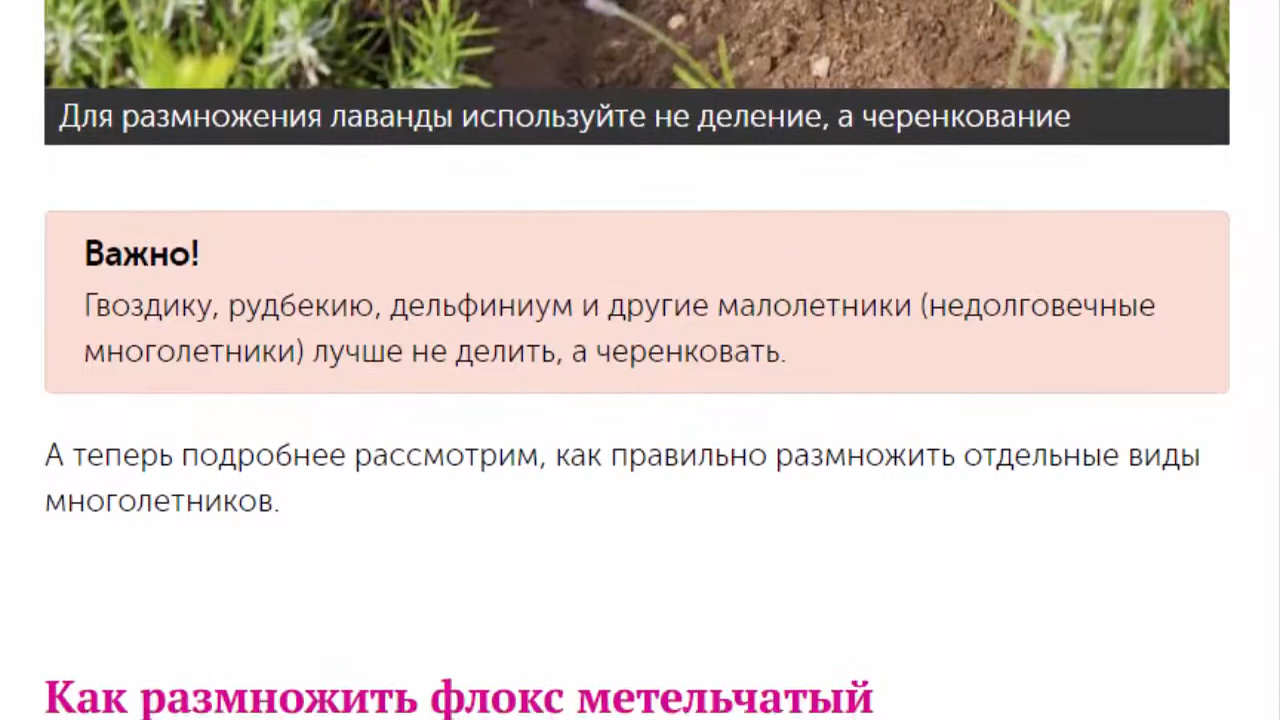 Для размножения лаванды используйте не деление, а черенкование
Важно!
Гвоздику, рудбекию, дельфиниум и другие малолетники (недолговечные
многолетники) лучше не делить, а черенковать.
А теперь подробнее рассмотрим, как правильно размножить отдельные виды
многолетников.
Как размножить флокс метельчатый